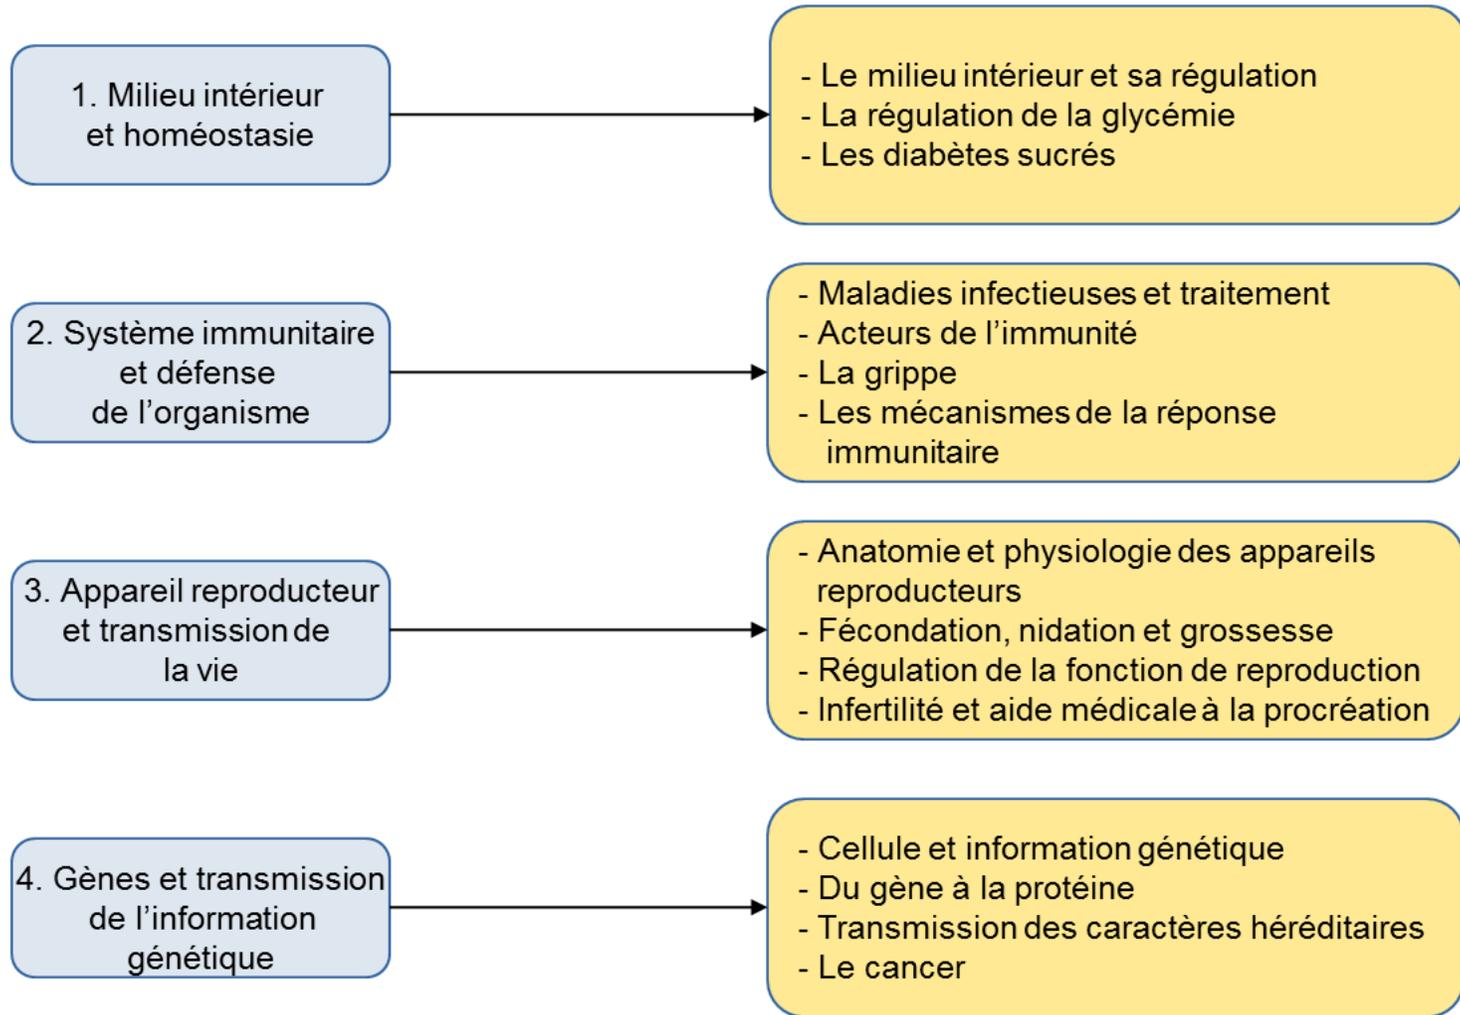 1. Milieu intérieur
et homéostasie
- Le milieu intérieur et sa régulation
- La régulation de la glycémie
- Les diabètes sucrés
2. Système immunitaire
et défense
de l’organisme
- Maladies infectieuses et traitement
- Acteurs de l’immunité
- La grippe
- Les mécanismes de la réponse
immunitaire
3. Appareil reproducteur
et transmission de
la vie
- Anatomie et physiologie des appareils
reproducteurs
- Fécondation, nidation et grossesse
- Régulation de la fonction de reproduction
- Infertilité et aide médicale à la procréation
4. Gènes et transmission
de l’information
génétique
- Cellule et information génétique
- Du gène à la protéine
- Transmission des caractères héréditaires
- Le cancer